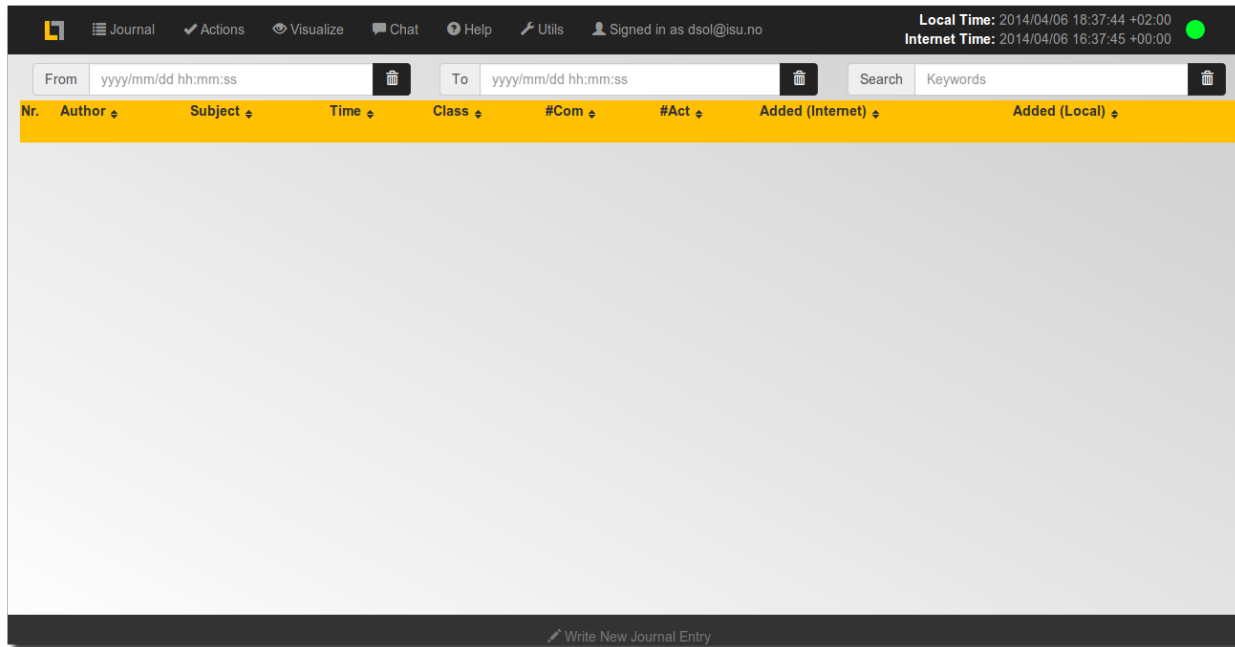 Journal Actions Visualize Chat Help Utils Signed in as dsol@isu.no
Local Time: 2014/04/06 18:37:44 +02:00
Internet Time: 2014/04/06 16:37:45 +00:00
From yyyy/mm/dd hh:mm:ss To yyyy/mm/dd hh:mm:ss Search Keywords
Nr. Author Subject Time Class #Com #Act Added (Internet) Added (Local)
Write New Journal Entry